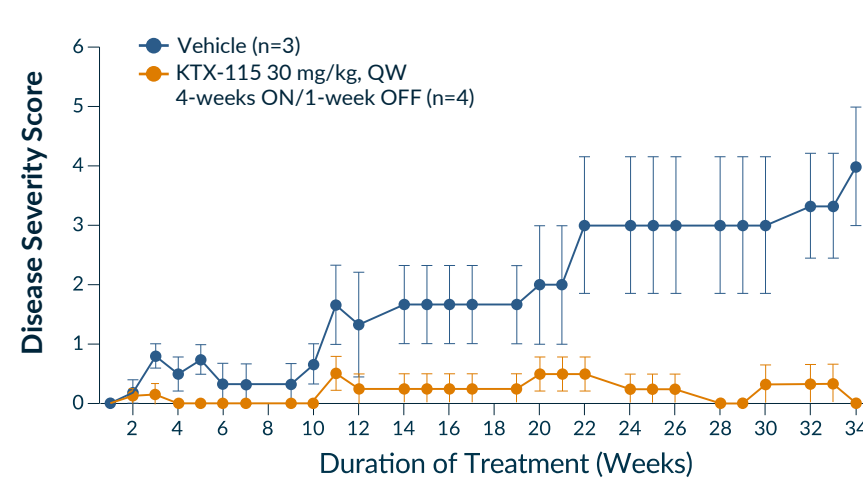 Vehicle (n=3)
KTX-115 30 mg/kg, QW
4-weeks ON/1-week OFF (n=4)
Disease Severity Score
6
5
4
3
2
1
0
2 4 6 8 10 12 14 16 18 20 22 24 26 28 30 32 34
Duration of Treatment (Weeks)